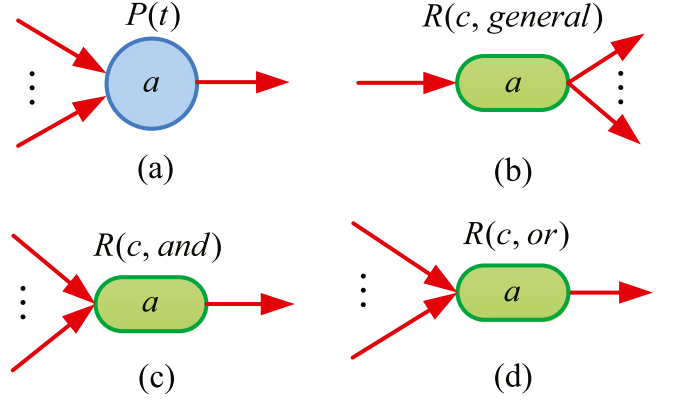 P(t)
a
(a)
R(c, general)
a
(b)
R(c, and)
a
(c)
R(c, or)
a
(d)